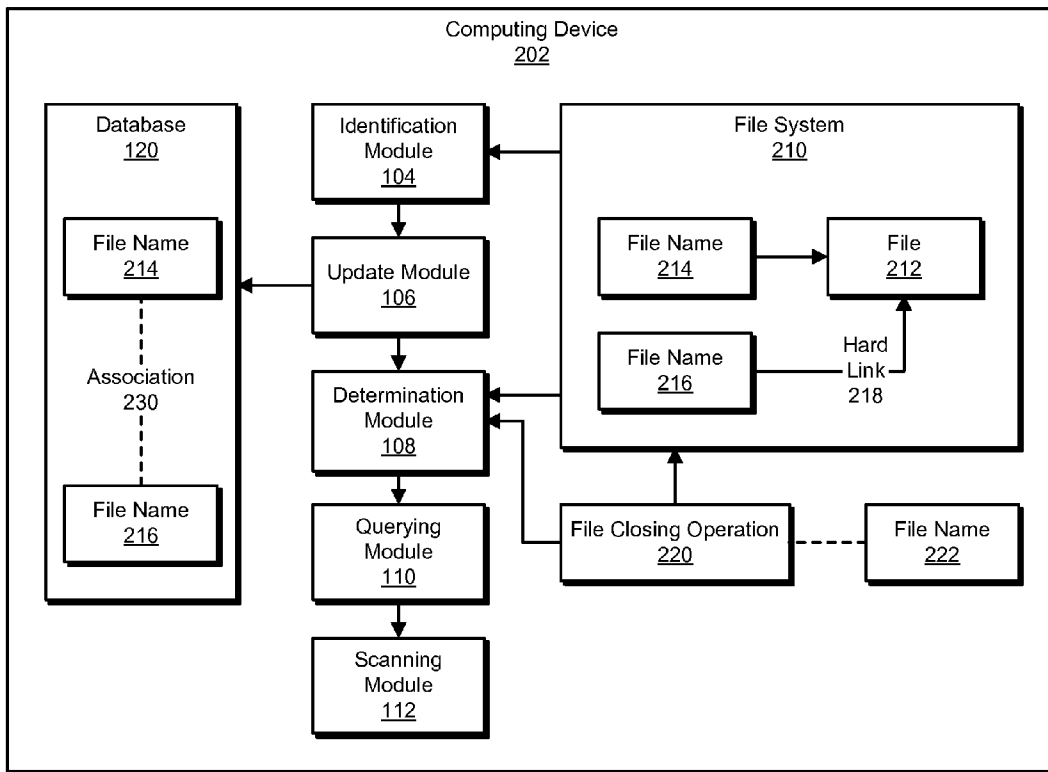 Computing Device
202
Database
120
File Name
214
Association
230
File Name
216
Identification
Module
104
Update Module
106
Determination
Module
108
Querying
Module
110
Scanning
Module
112
File System
210
File Name
214
File
212
File Name
216
Hard
Link
218
File Closing Operation
220
File Name
222